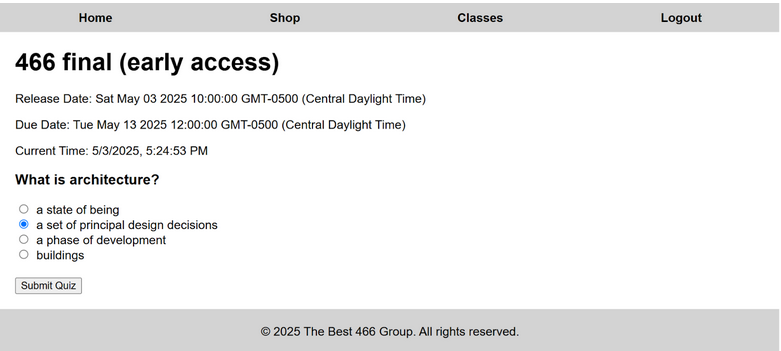 Home Shop Classes Logout
466 final (early access)
Release Date: Sat May 03 2025 10:00:00 GMT-0500 (Central Daylight Time)
Due Date: Tue May 13 2025 12:00:00 GMT-0500 (Central Daylight Time)
Current Time: 5/3/2025, 5:24:53 PM
What is architecture?
a state of being
a set of principal design decisions
a phase of development
buildings
Submit Quiz
© 2025 The Best 466 Group. All rights reserved.